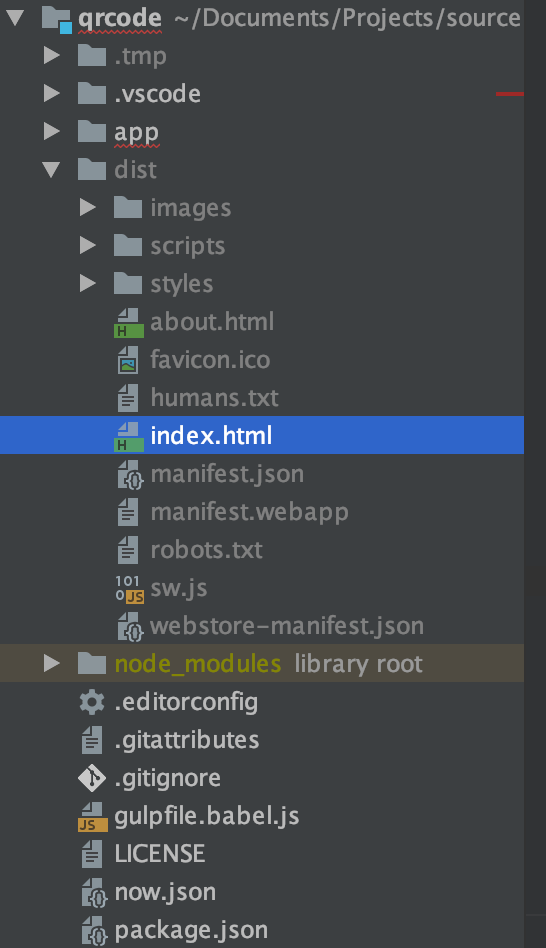 qrcode ~/Documents/Projects/source
.tmp
.vscode
app
dist
images
scripts
styles
about.html
favicon.ico
humans.txt
index.html
manifest.json
manifest.webapp
robots.txt
sw.js
webstore-manifest.json
node_modules library root
.editorconfig
.gitattributes
.gitignore
gulpfile.babel.js
LICENSE
now.json
package.json